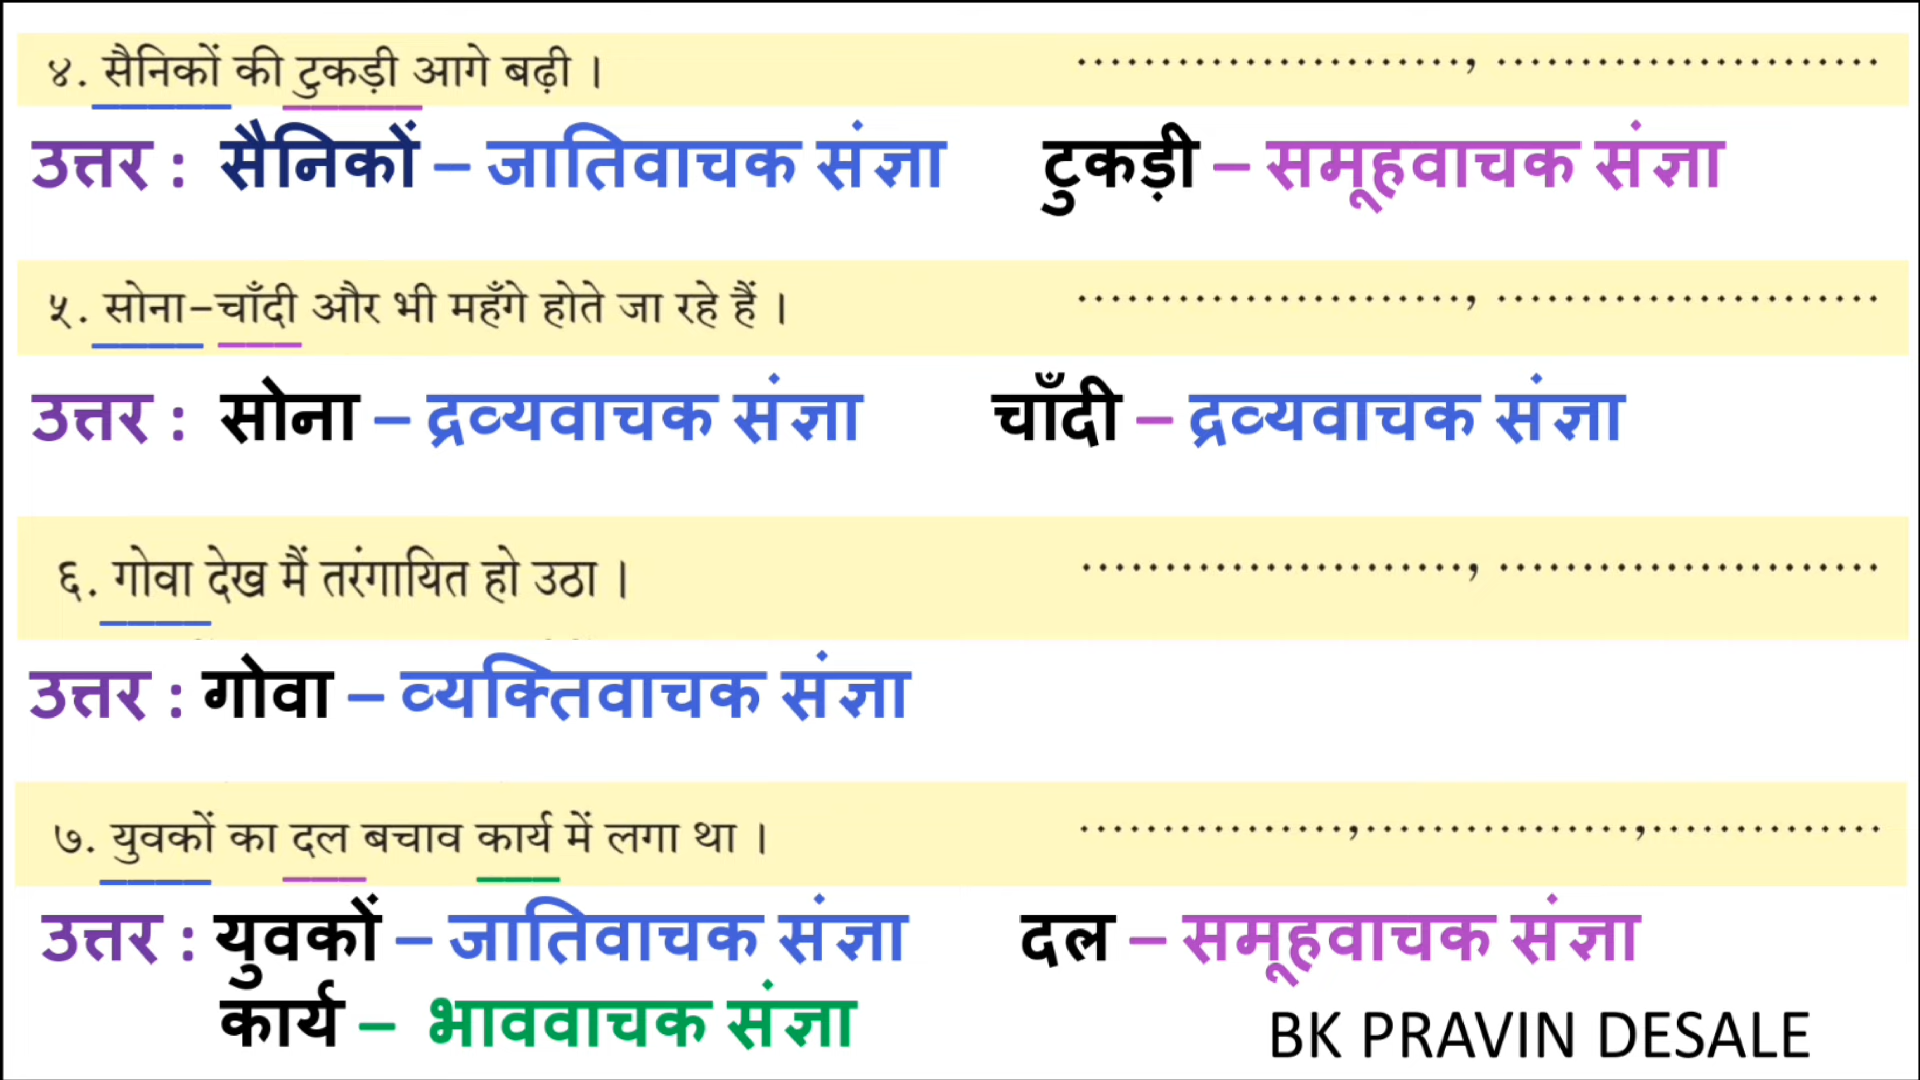 ४. सैनिकों की टुकड़ी आगे बढ़ी । ........................, ........................
उत्तर : सैनिकों – जातिवाचक संज्ञा टुकड़ी – समूहवाचक संज्ञा
५. सोना-चाँदी और भी महँगे होते जा रहे हैं । ........................, ........................
उत्तर : सोना – द्रव्यवाचक संज्ञा चाँदी – द्रव्यवाचक संज्ञा
६. गोवा देख मैं तरंगायित हो उठा । ........................, ........................
उत्तर : गोवा – व्यक्तिवाचक संज्ञा
७. युवकों का दल बचाव कार्य में लगा था । .................,.................,...............
उत्तर : युवकों – जातिवाचक संज्ञा दल – समूहवाचक संज्ञा
कार्य – भाववाचक संज्ञा
BK PRAVIN DESALE